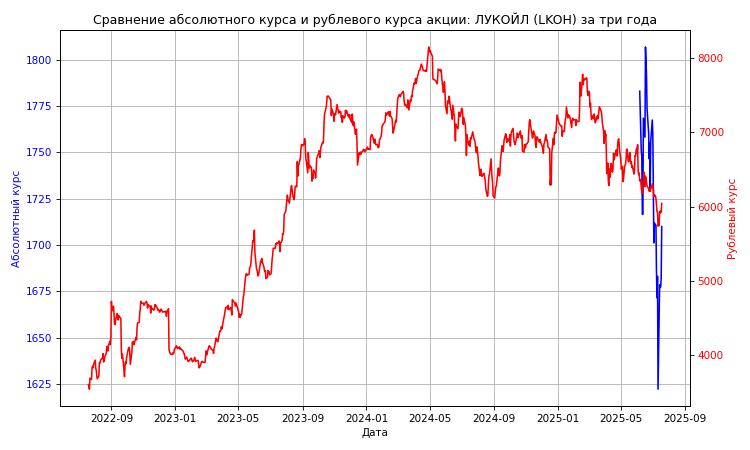 Сравнение абсолютного курса и рублевого курса акции: ЛУКОЙЛ (LKOH) за три года
Абсолютный курс
1800
1775
1750
1725
1700
1675
1650
1625
8000
7000
6000
5000
4000
Рублевый курс
2022-09 2023-01 2023-05 2023-09 2024-01 2024-05 2024-09 2025-01 2025-05 2025-09
Дата